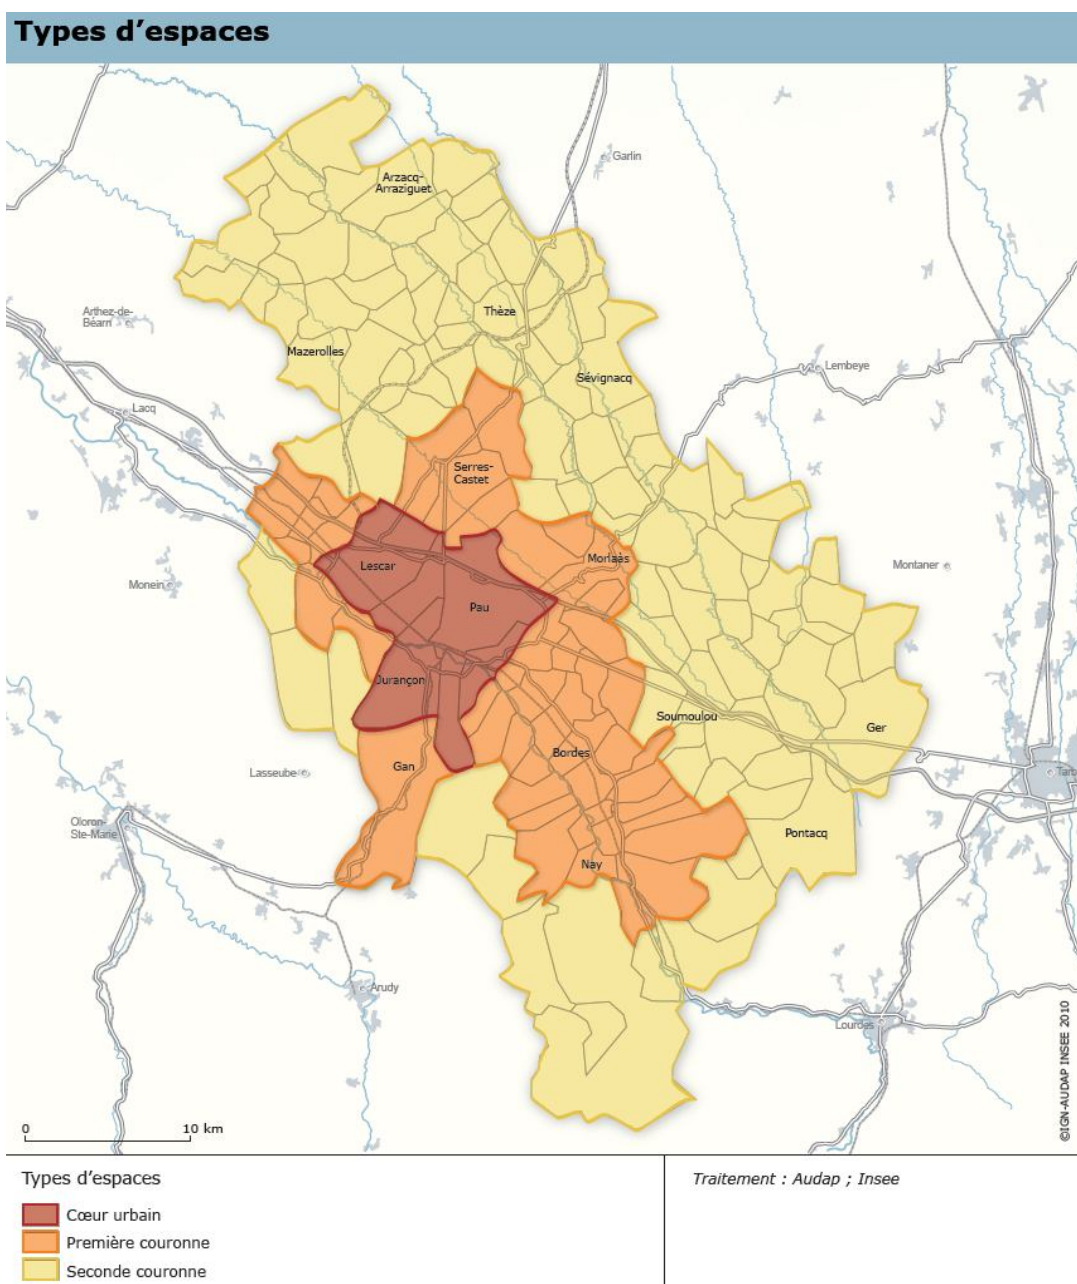 Types d'espaces
Garlin
Arzacq-
Arraziguet
Arthez-de-
Béarn
Thèze
Mazerolles
Lembeye
Sévignacq
Lacq
Serres-
Castet
Morlaàs
Lescar
Montaner
Monein
Pau
Jurançon
Soumoulou
Ger
Bordes
Gan
Lasseube
Tarb
Oloron-
Ste-Marie
Pontacq
Nay
Arudy
Lourdes
©IGN-AUDAP INSEE 2010
0 10 km
Types d'espaces
Traitement : Audap ; Insee
Cœur urbain
Première couronne
Seconde couronne